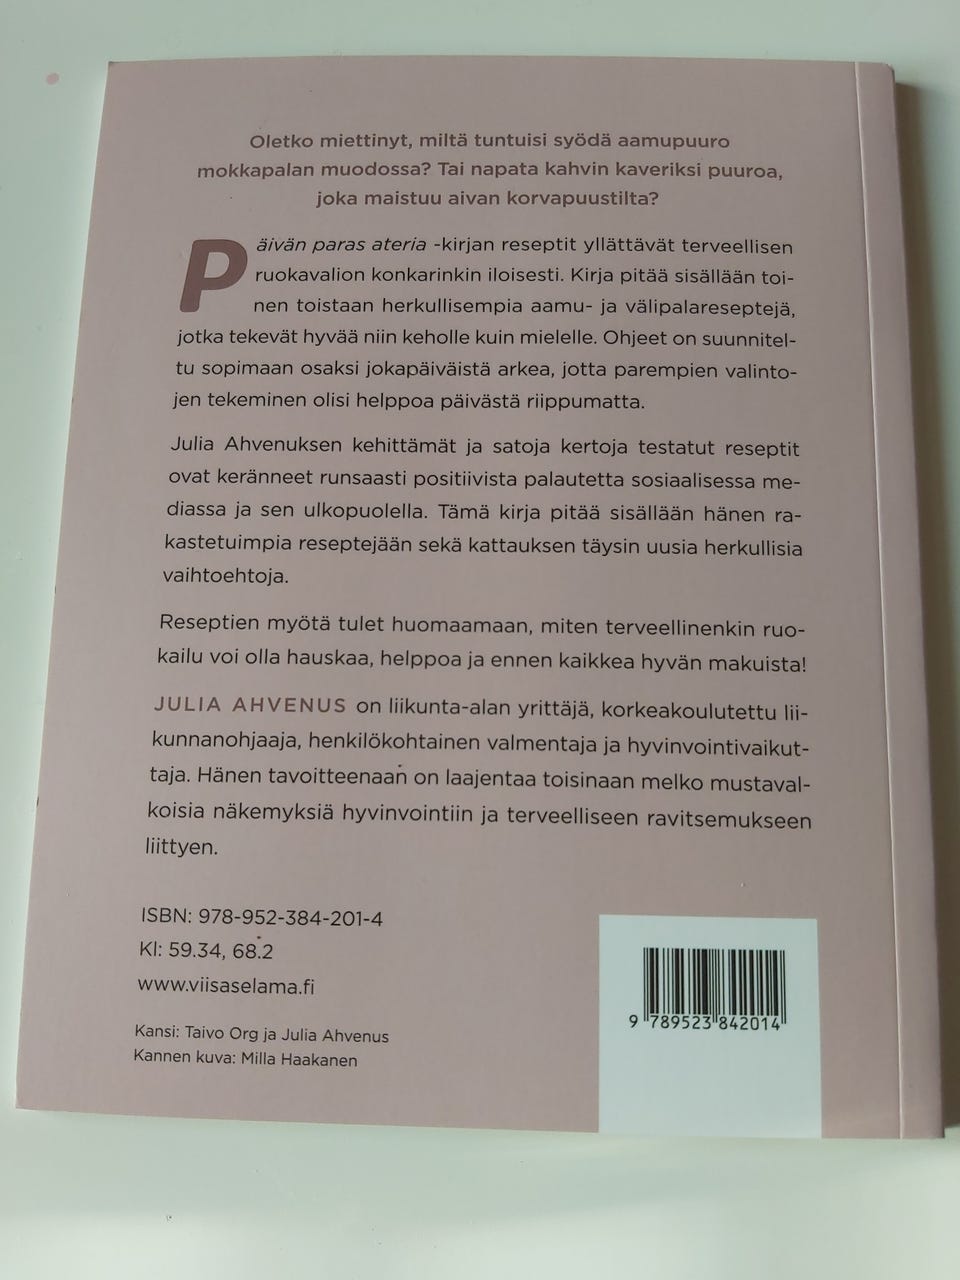 Oletko miettinyt, miltä tuntuisi syödä aamupuuro
mokkapalan muodossa? Tai napata kahvin kaveriksi puuroa,
joka maistuu aivan korvapuustilta?
Päivän paras ateria -kirjan reseptit yllättävät terveellisen
ruokavalion konkarinkin iloisesti. Kirja pitää sisällään toi-
nen toistaan herkullisempia aamu- ja välipalareseptejä,
jotka tekevät hyvää niin keholle kuin mielelle. Ohjeet on suunnitel-
tu sopimaan osaksi jokapäiväistä arkea, jotta parempien valinto-
jen tekeminen olisi helppoa päivästä riippumatta.
Julia Ahvenuksen kehittämät ja satoja kertoja testatut reseptit
ovat keränneet runsaasti positiivista palautetta sosiaalisessa me-
diassa ja sen ulkopuolella. Tämä kirja pitää sisällään hänen ra-
kastetuimpia reseptejään sekä kattauksen täysin uusia herkullisia
vaihtoehtoja.
Reseptien myötä tulet huomaamaan, miten terveellinenkin ruo-
kailu voi olla hauskaa, helppoa ja ennen kaikkea hyvän makuista!
JULIA AHVENUS on liikunta-alan yrittäjä, korkeakoulutettu lii-
kunnanohjaaja, henkilökohtainen valmentaja ja hyvinvointivaikut-
taja. Hänen tavoitteenaan on laajentaa toisinaan melko mustaval-
koisia näkemyksiä hyvinvointiin ja terveelliseen ravitsemukseen
liittyen.
ISBN: 978-952-384-201-4
Kl: 59.34, 68.2
www.viisaselama.fi
Kansi: Taivo Org ja Julia Ahvenus
Kannen kuva: Milla Haakanen
9 789523 842014